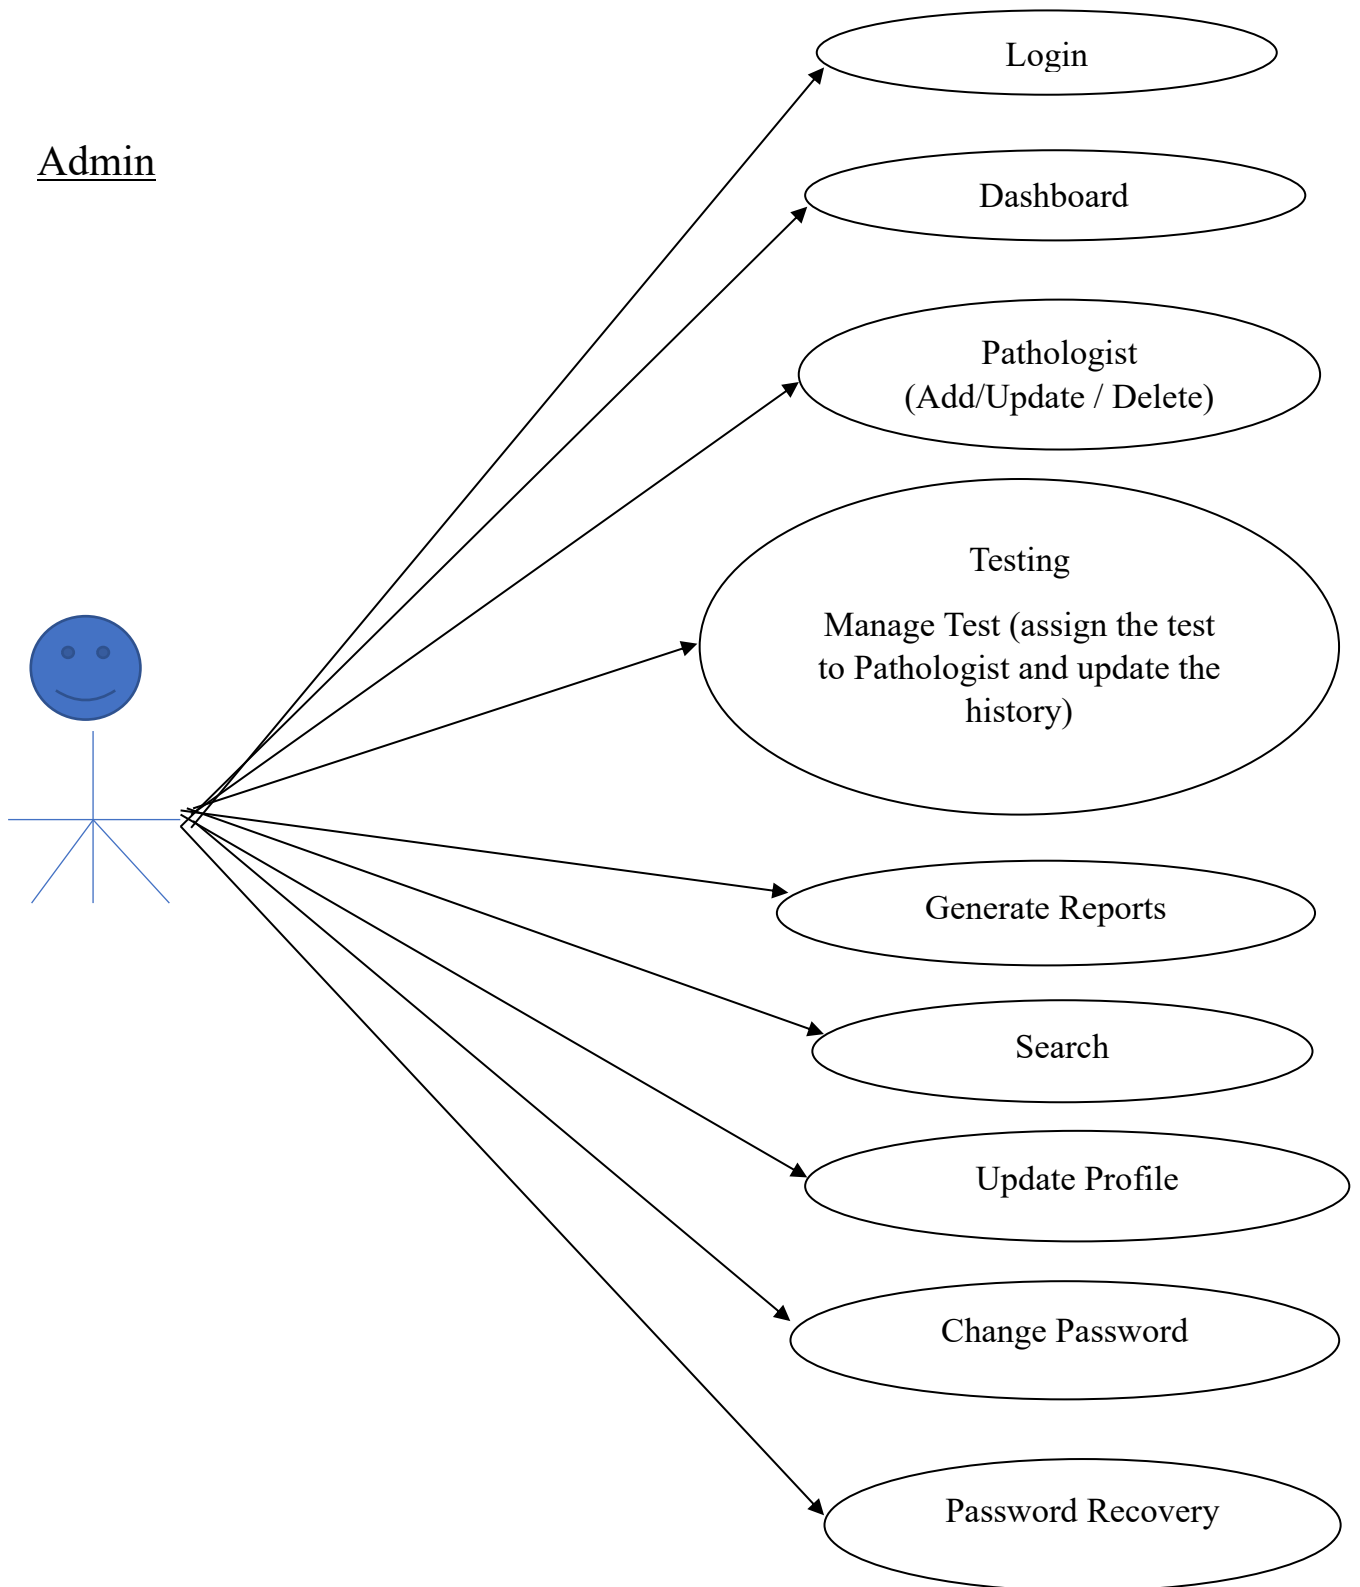 Login
Admin
Dashboard
Pathologist
(Add/Update / Delete)
Testing
Manage Test (assign the test
to Pathologist and update the
history)
Generate Reports
Search
Update Profile
Change Password
Password Recovery